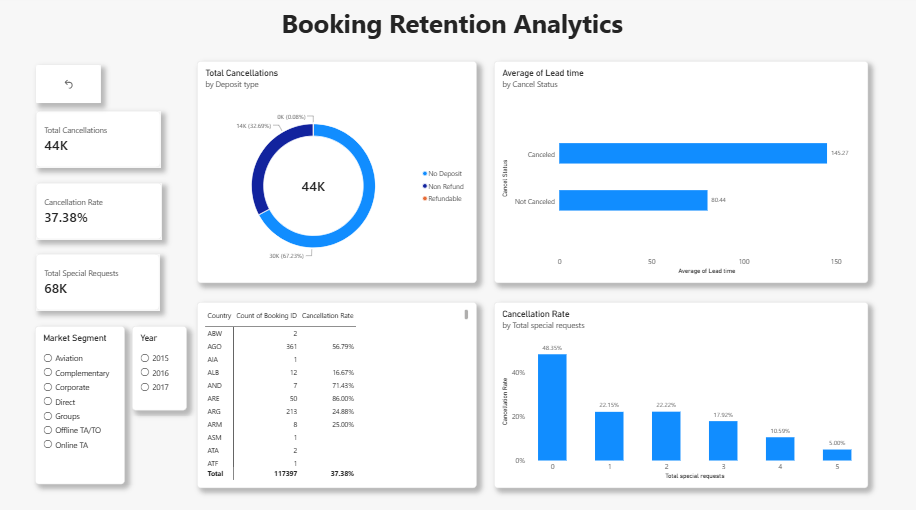 Booking Retention Analytics
Total Cancellations
44K
Cancellation Rate
37.38%
Total Special Requests
68K
Market Segment
Aviation
Complementary
Corporate
Direct
Groups
Offline TA/TO
Online TA
Year
2015
2016
2017
Total Cancellations
by Deposit type
0K (0.08%)
14K (32.69%)
44K
30K (67.23%)
No Deposit
Non Refund
Refundable
Average of Lead time
by Cancel Status
Cancel Status
Canceled 145.27
Not Canceled 80.44
0 50 100 150
Average of Lead time
Country Count of Booking ID Cancellation Rate
ABW 2
AGO 361 56.79%
AIA 1
ALB 12 16.67%
AND 7 71.43%
ARE 50 86.00%
ARG 213 24.88%
ARM 8 25.00%
ASM 1
ATA 2
ATF 1
Total 117397 37.38%
Cancellation Rate
by Total special requests
Cancellation Rate
40%
20%
0%
48.35% 22.15% 22.22% 17.92% 10.59% 5.00%
0 1 2 3 4 5
Total special requests